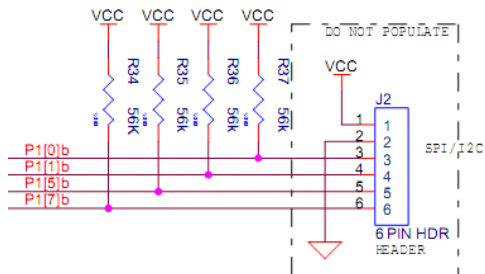 VCC VCC VCC VCC
DO NOT POPULATE
VCC
R34 R35 R36 R37
56K 56k 56k 56k
J2
SPI/I2C
1 1
2 2
P1[0]b 3 3
P1[1]b 4 4
P1[5]b 5 5
P1[7]b 6 6
6 PIN HDR
HEADER